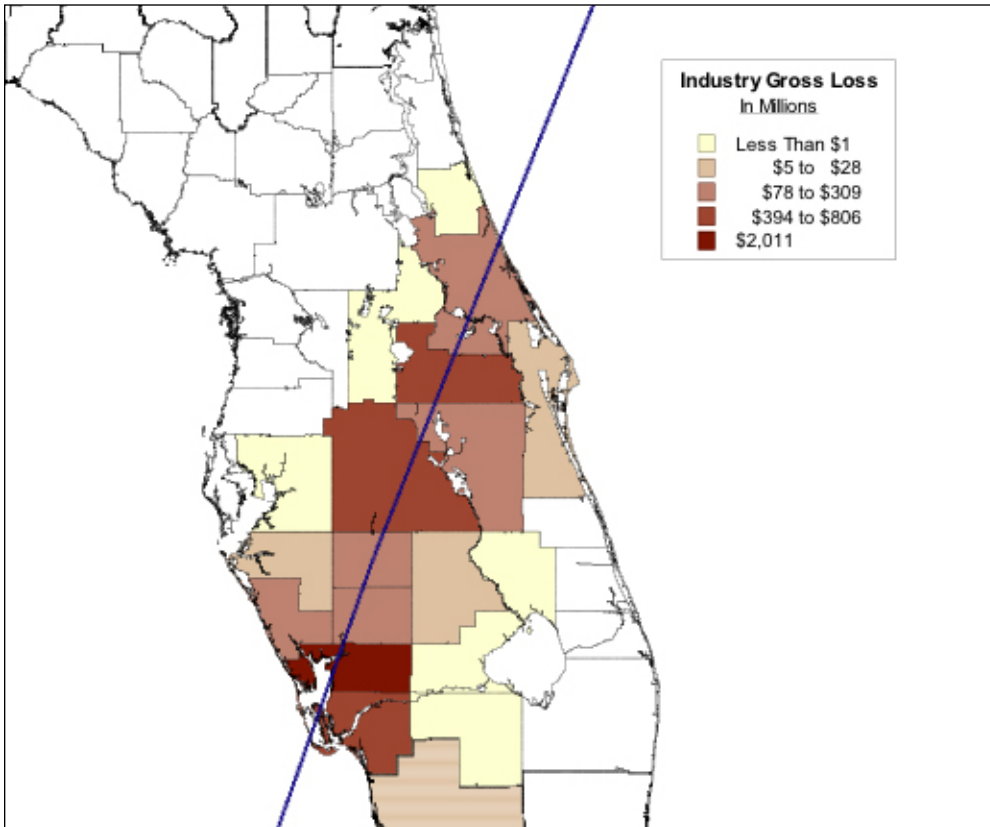 Industry Gross Loss
In Millions
Less Than $1
$5 to $28
$78 to $309
$394 to $806
$2,011